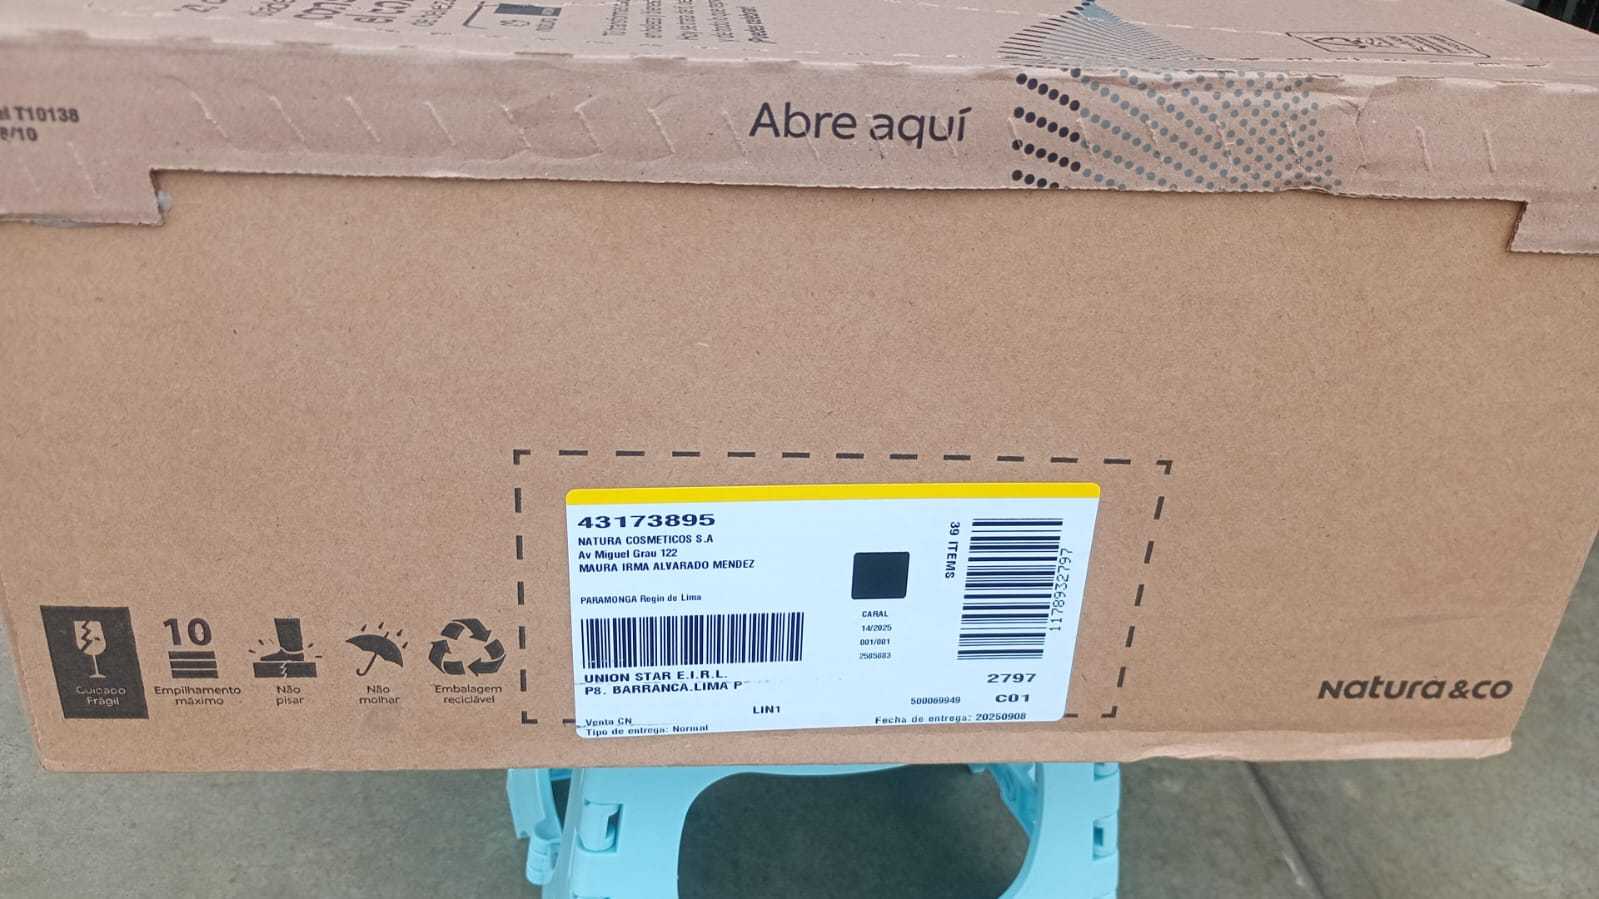 T10138
Abre aquí
43173895
NATURA COSMETICOS S.A
Av Miguel Grau 122
MAURA IRMA ALVARADO MENDEZ
PARAMONGA Regin de Lima
UNION STAR E.I.R.L.
P8. BARRANCA.LIMA P
LIN1
Venta CN
Tipo de entrega: Normal
CARAL
14/2025
001/001
2505883
39 ITEMS
1178932797
2797
500069949
C01
Fecha de entrega: 20250908
Cuidado
Frágil
10
Empilhamento
máximo
Não
pisar
Não
molhar
Embalagem
reciclável
Natura &co